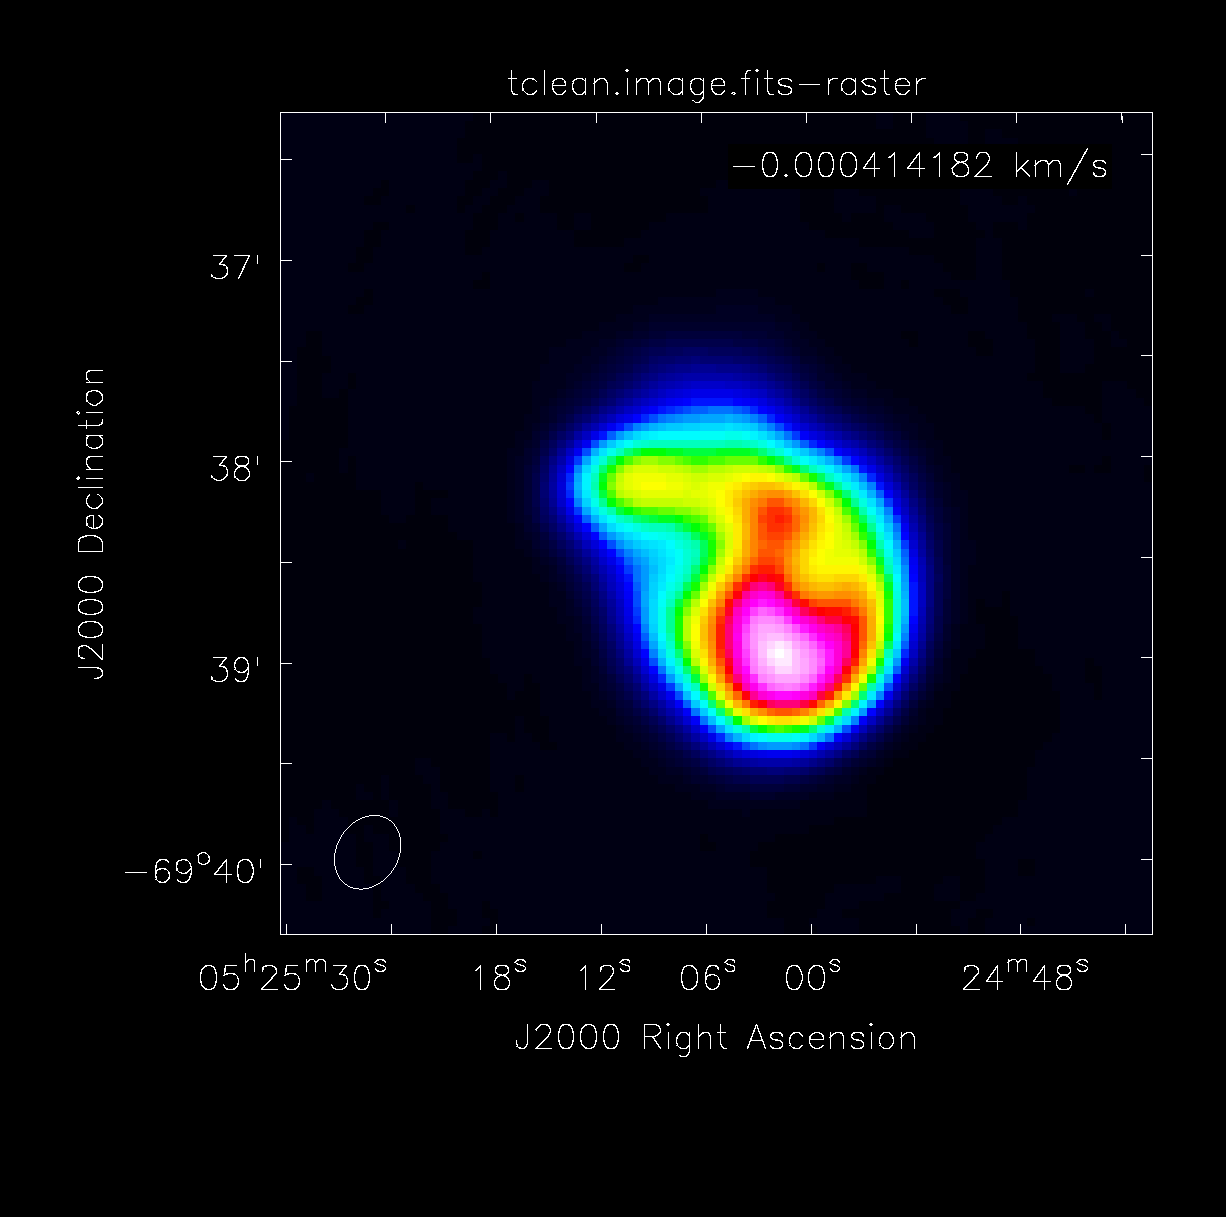 tclean.image.fits-raster
-0.000414182 km/s
37'
38'
39'
-69°40'
J2000 Declination
05h25m30s 18s 12s 06s 00s 24m48s
J2000 Right Ascension